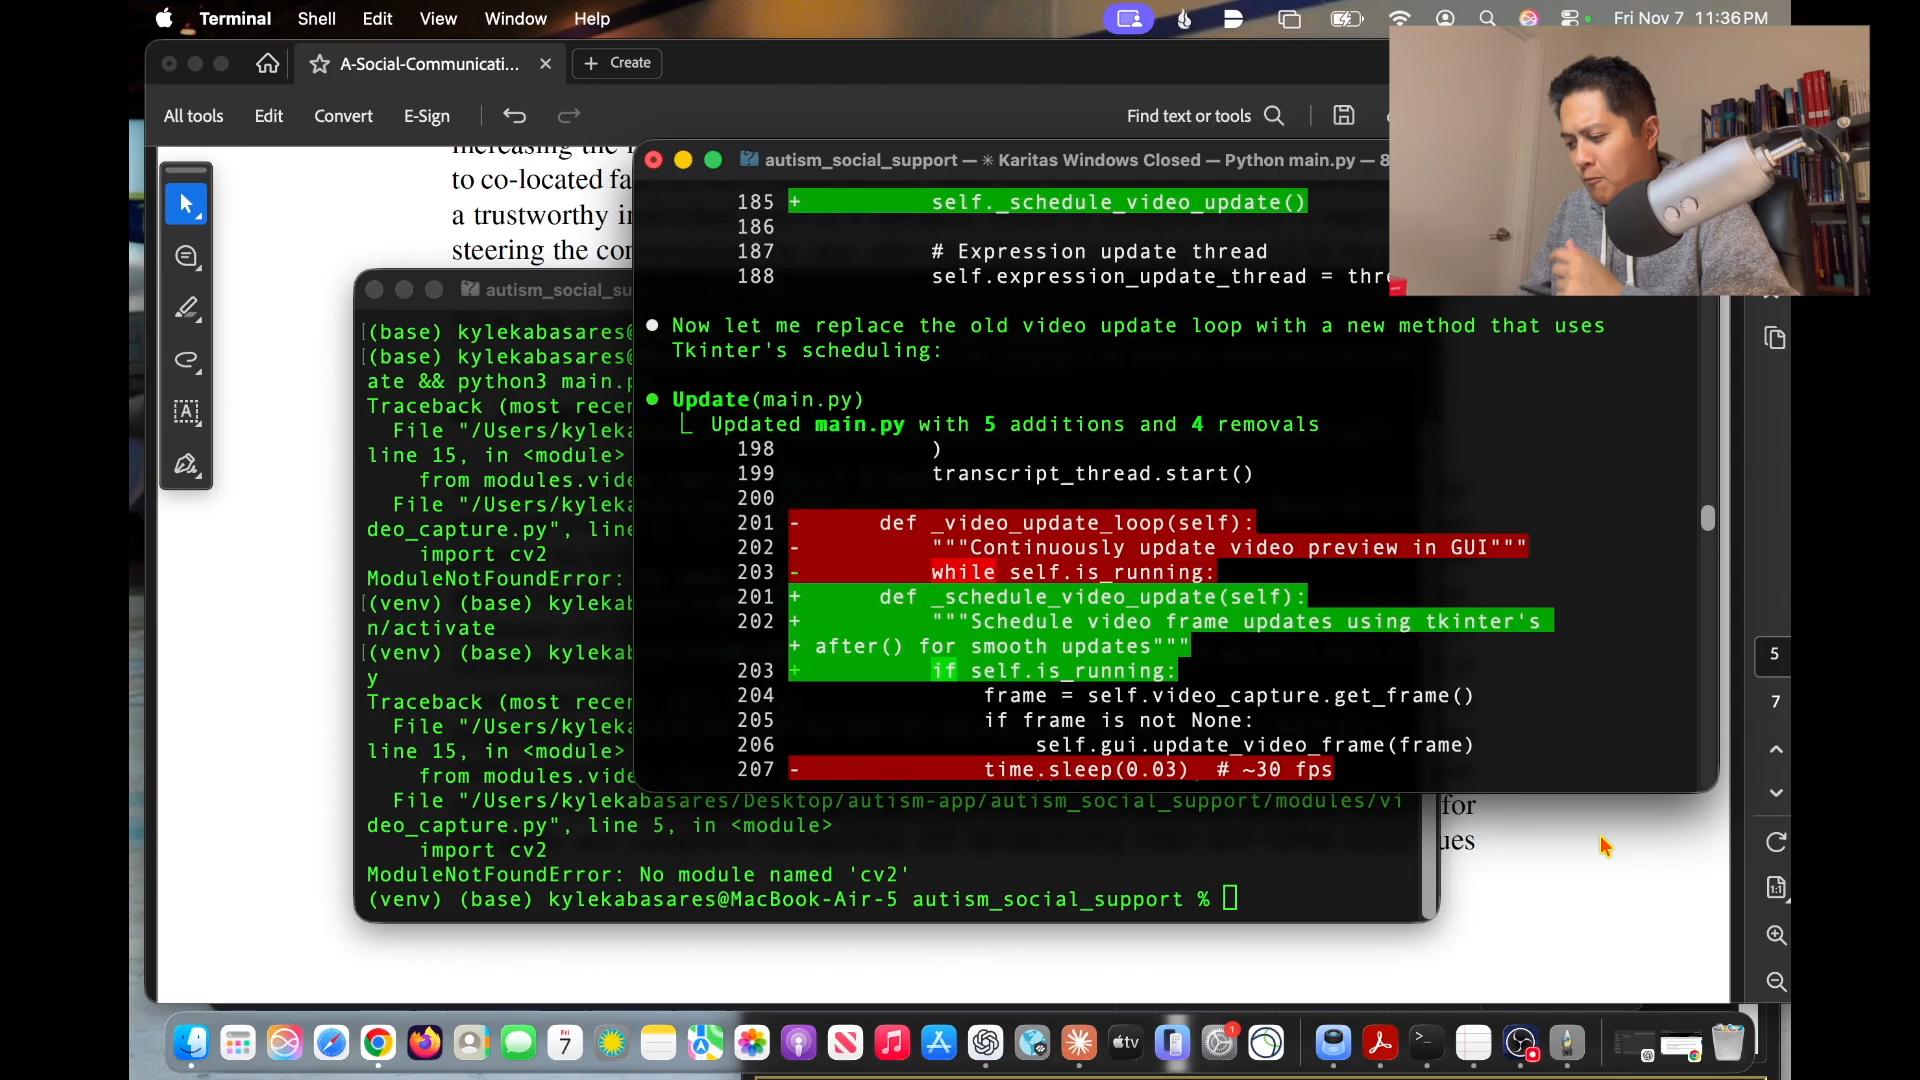 Terminal Shell Edit View Window Help
Fri Nov 7 11:36 PM
A-Social-Communicati...
Create
All tools Edit Convert E-Sign
Find text or tools
to co-located fa
a trustworthy i
steering the co
autism_social_support — ✳ Karitas Windows Closed — Python main.py — 8
185 + self._schedule_video_update()
186
187 # Expression update thread
188 self.expression_update_thread = thre
Now let me replace the old video update loop with a new method that uses
Tkinter's scheduling:
Update(main.py)
Updated main.py with 5 additions and 4 removals
198 )
199 transcript_thread.start()
200
201 - def _video_update_loop(self):
202 - """Continuously update video preview in GUI"""
203 - while self.is_running:
201 + def _schedule_video_update(self):
202 + """Schedule video frame updates using tkinter's
+ after() for smooth updates"""
203 + if self.is_running:
204 frame = self.video_capture.get_frame()
205 if frame is not None:
206 self.gui.update_video_frame(frame)
207 - time.sleep(0.03) # ~30 fps
autism_social_su
[(base) kylekabasares@
[(base) kylekabasares@
ate && python3 main.p
Traceback (most recen
File "/Users/kyleka
line 15, in <module>
from modules.vide
File "/Users/kyleka
deo_capture.py", line
import cv2
ModuleNotFoundError:
[(venv) (base) kylekab
n/activate
[(venv) (base) kylekab
y
Traceback (most recen
File "/Users/kyleka
line 15, in <module>
from modules.vide
File "/Users/kylekabasares/Desktop/autism-app/autism_social_support/modules/vi
deo_capture.py", line 5, in <module>
import cv2
ModuleNotFoundError: No module named 'cv2'
(venv) (base) kylekabasares@MacBook-Air-5 autism_social_support %
for
ues
5
7
Fri
7
tv
1